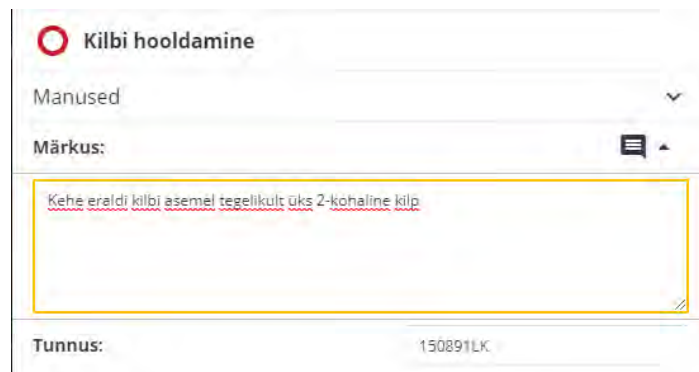 Kilbi hooldamine
Manused
Märkus:
Kehe eraldi kilbi asemel tegelikult üks 2-kohaline kilp
Tunnus: 150891LK